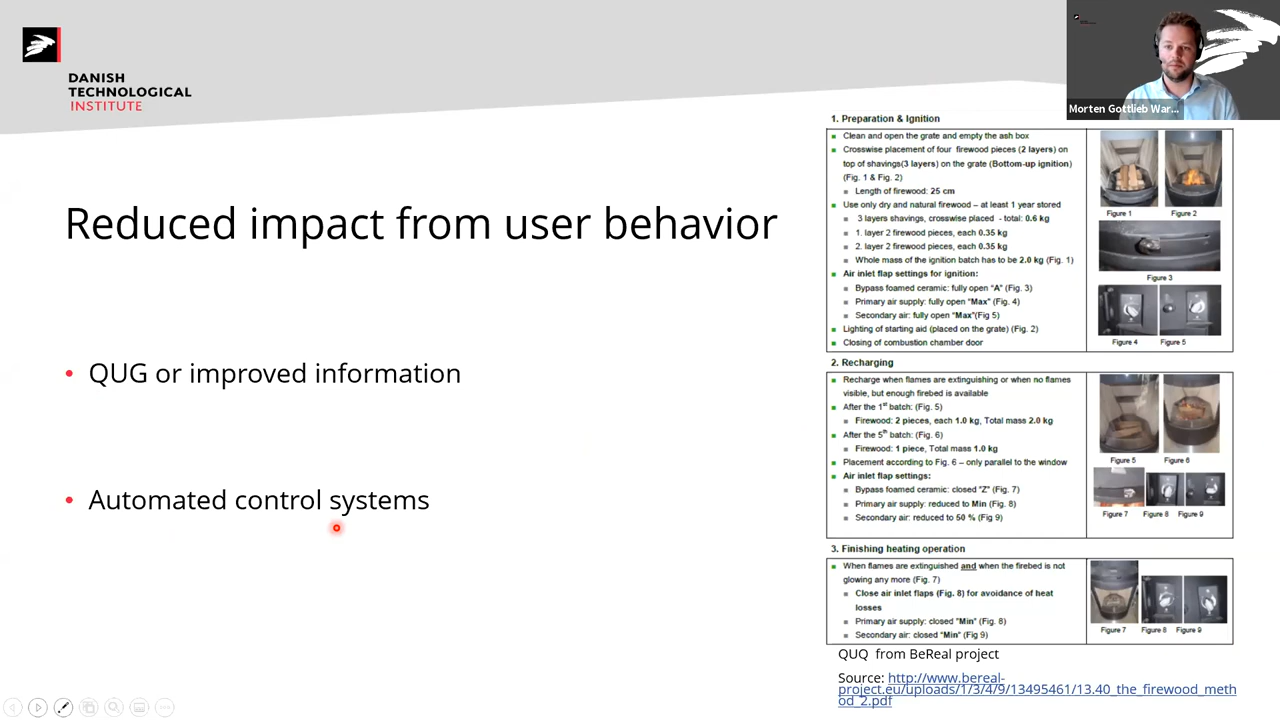 DANISH
TECHNOLOGICAL
INSTITUTE
Morten Gottlieb War...
Reduced impact from user behavior
• QUG or improved information
• Automated control systems
1. Preparation & Ignition
Clean and open the grate and empty the ash box
Crosswise placement of four firewood pieces (2 layers) on
top of shavings(3 layers) on the grate (Bottom-up ignition)
(Fig. 1 & Fig. 2)
Length of firewood: 25 cm
Use only dry and natural firewood – at least 1 year stored
3 layers shavings, crosswise placed - total: 0.6 kg
1. layer 2 firewood pieces, each 0.35 kg
2. layer 2 firewood pieces, each 0.35 kg
Whole mass of the ignition batch has to be 2.0 kg (Fig. 1)
Air inlet flap settings for ignition:
Bypass foamed ceramic: fully open "A" (Fig. 3)
Primary air supply: fully open "Max" (Fig. 4)
Secondary air: fully open "Max"(Fig 5)
Lighting of starting aid (placed on the grate) (Fig. 2)
Closing of combustion chamber door
Figure 1 Figure 2
Figure 3
Figure 4 Figure 5
2. Recharging
Recharge when flames are extinguishing or when no flames
visible, but enough firebed is available
After the 1st batch: (Fig. 5)
Firewood: 2 pieces, each 1.0 kg, Total mass 2.0 kg
After the 5th batch: (Fig. 6)
Firewood: 1 piece, Total mass 1.0 kg
Placement according to Fig. 6 – only parallel to the window
Air inlet flap settings:
Bypass foamed ceramic: closed "Z" (Fig. 7)
Primary air supply: reduced to Min (Fig. 8)
Secondary air: reduced to 50 % (Fig 9)
Figure 5 Figure 6
Figure 7 Figure 8 Figure 9
3. Finishing heating operation
When flames are extinguished and when the firebed is not
glowing any more (Fig. 7)
Close air inlet flaps (Fig. 8) for avoidance of heat
losses
Primary air supply: closed "Min" (Fig. 8)
Secondary air: closed "Min" (Fig 9)
Figure 7 Figure 8 Figure 9
QUQ from BeReal project
Source: http://www.bereal-
project.eu/uploads/1/3/4/9/13495461/13.40_the_firewood_meth
od_2.pdf